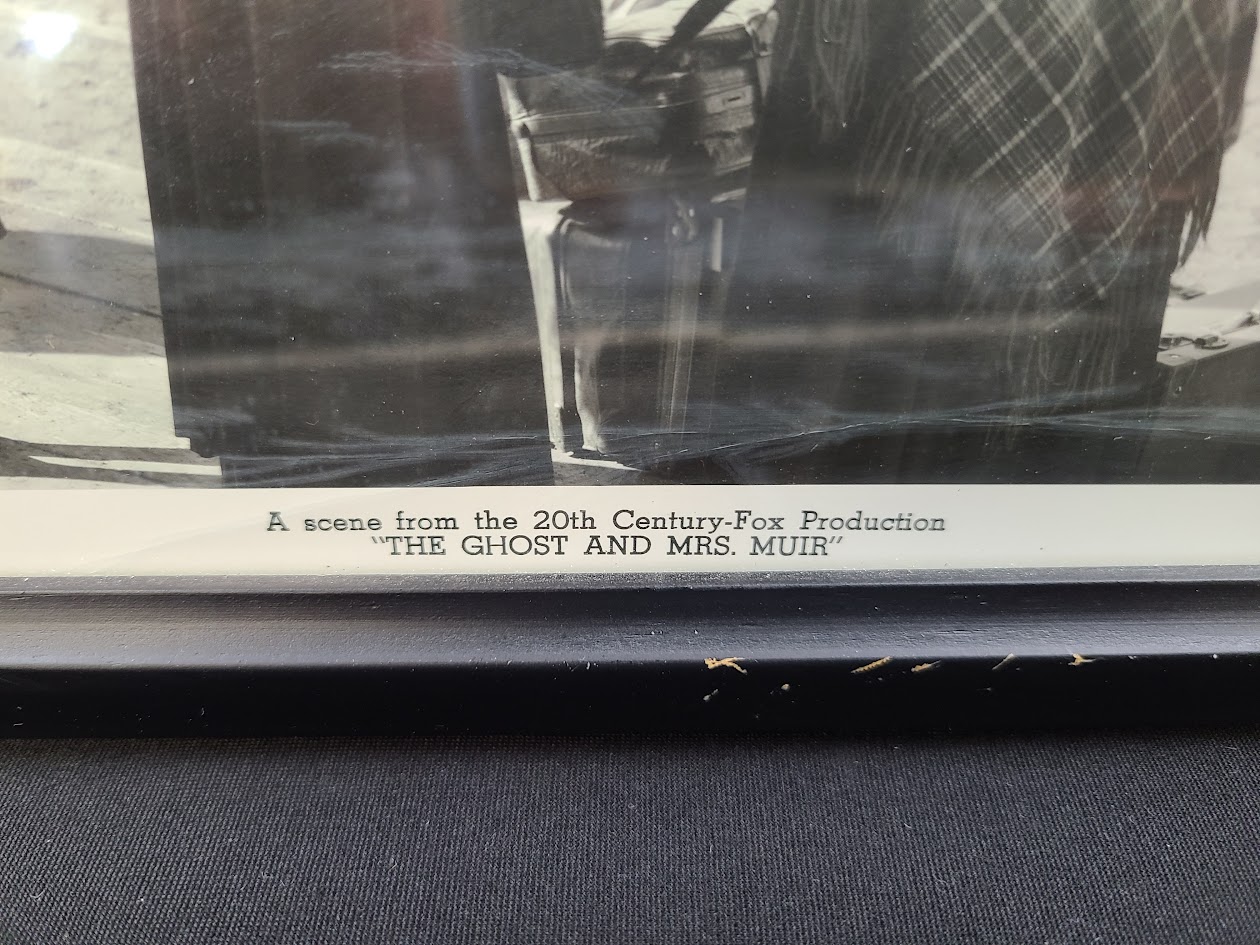 A scene from the 20th Century-Fox Production
"THE GHOST AND MRS. MUIR"